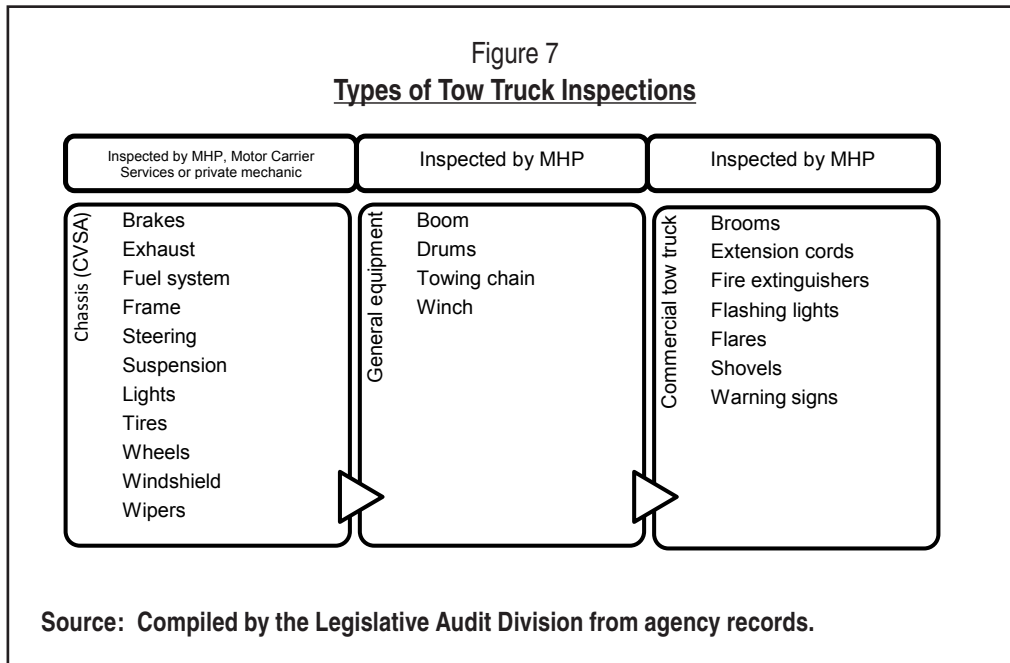 Figure 7
Types of Tow Truck Inspections
Inspected by MHP, Motor Carrier
Services or private mechanic
Chassis (CVSA)
Brakes
Exhaust
Fuel system
Frame
Steering
Suspension
Lights
Tires
Wheels
Windshield
Wipers
Inspected by MHP
General equipment
Boom
Drums
Towing chain
Winch
Inspected by MHP
Commercial tow truck
Brooms
Extension cords
Fire extinguishers
Flashing lights
Flares
Shovels
Warning signs
Source: Compiled by the Legislative Audit Division from agency records.